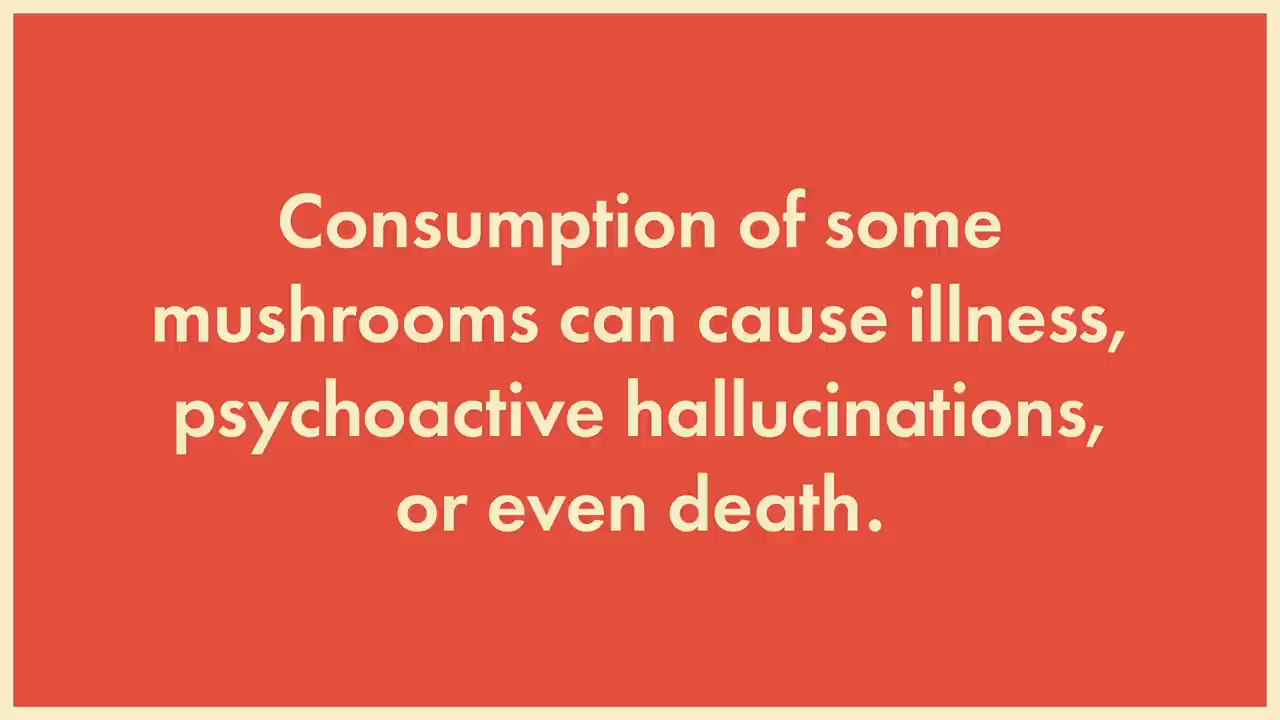 Consumption of some
mushrooms can cause illness,
psychoactive hallucinations,
or even death.